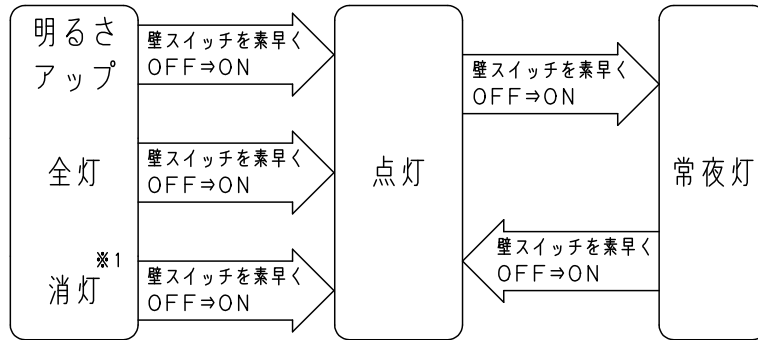 明るさ
アップ
全灯
※1
消灯
壁スイッチを素早く
OFF⇒ON
壁スイッチを素早く
OFF⇒ON
壁スイッチを素早く
OFF⇒ON
点灯
壁スイッチを素早く
OFF⇒ON
壁スイッチを素早く
OFF⇒ON
常夜灯